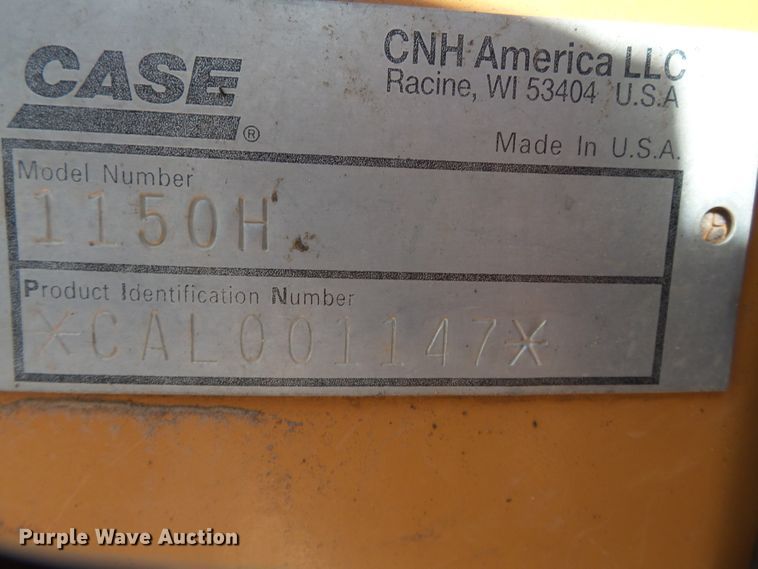 CASE®
CNH America LLC
Racine, WI 53404 U.S.A
Made In U.S.A.
Model Number
1150H
Product Identification Number
*CAL001147*
Purple Wave Auction